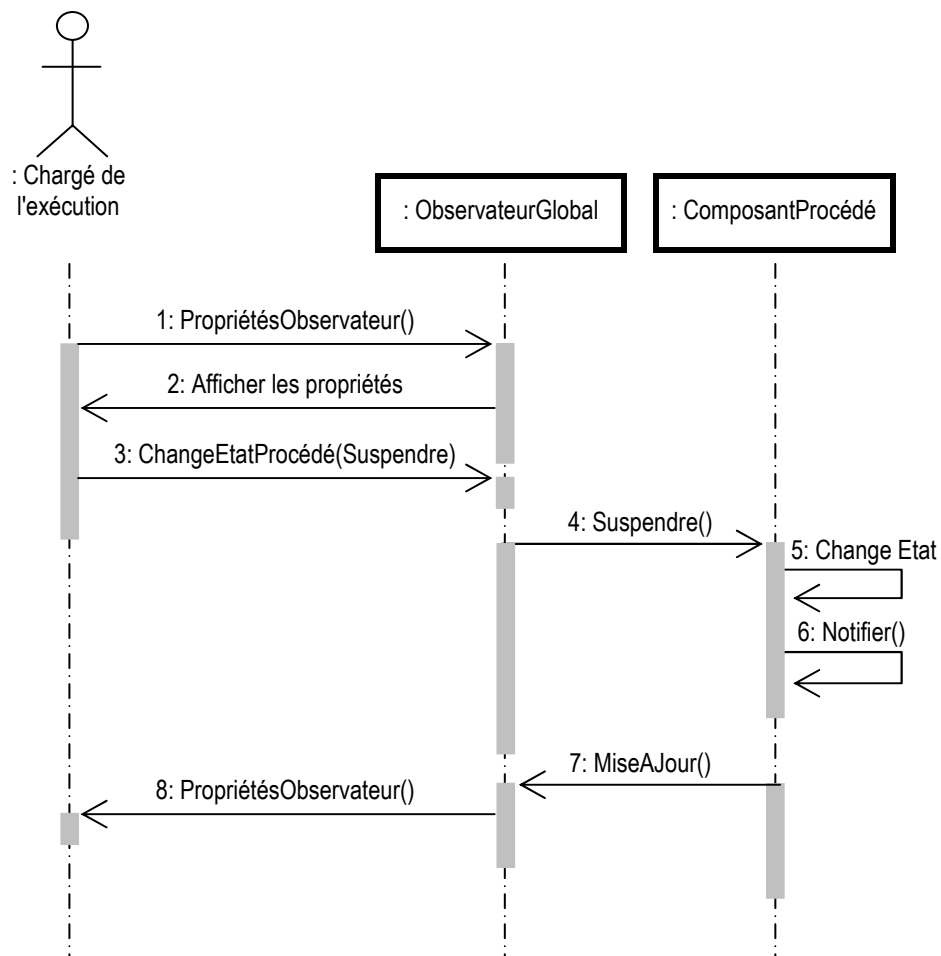 : Chargé de
l'exécution
: ObservateurGlobal
: ComposantProcédé
1: PropriétésObservateur()
2: Afficher les propriétés
3: ChangeEtatProcédé(Suspendre)
4: Suspendre()
5: Change Etat
6: Notifier()
7: MiseAJour()
8: PropriétésObservateur()